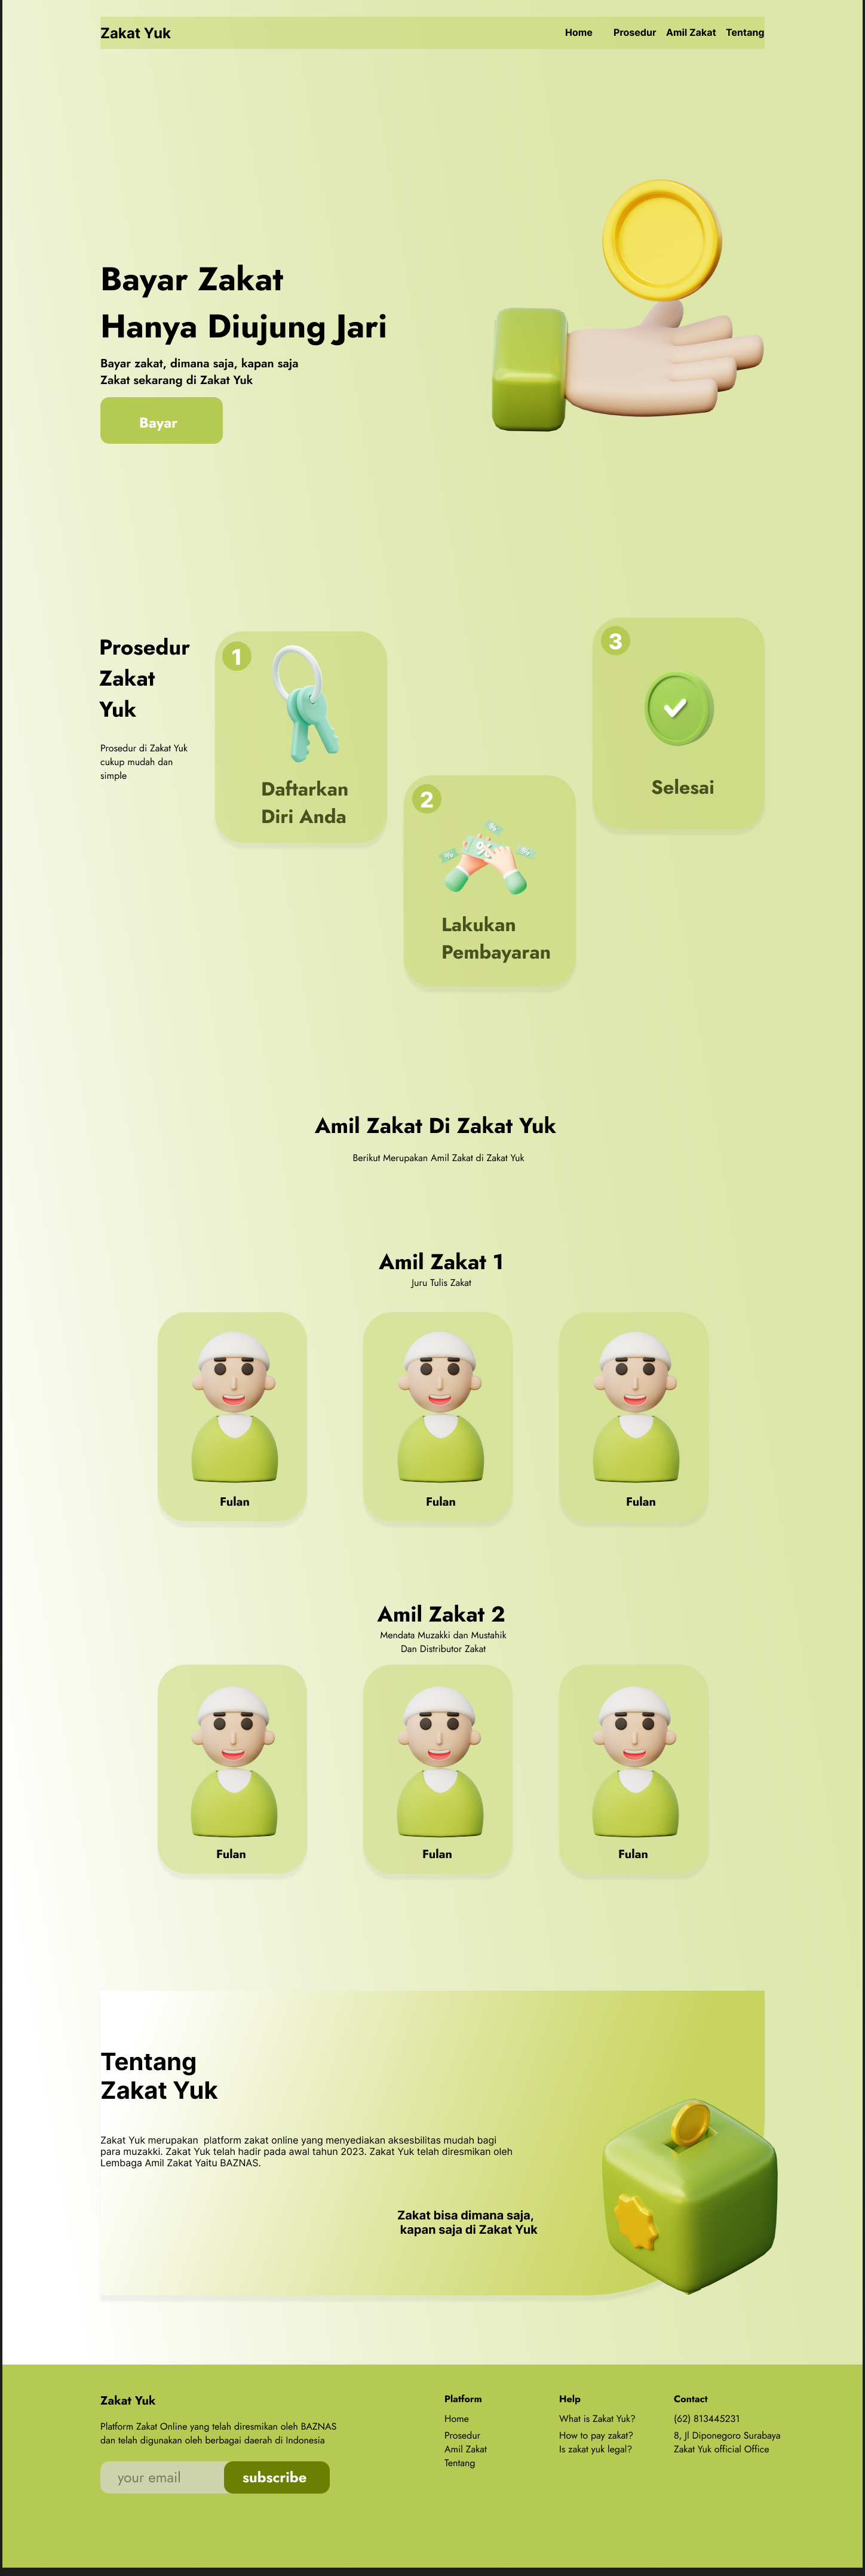 Zakat Yuk
Home Prosedur Amil Zakat Tentang
Bayar Zakat
Hanya Diujung Jari
Bayar zakat, dimana saja, kapan saja
Zakat sekarang di Zakat Yuk
Bayar
Prosedur
Zakat
Yuk
Prosedur di Zakat Yuk
cukup mudah dan
simple
1
Daftarkan
Diri Anda
2
%
%
%
%
Lakukan
Pembayaran
3
Selesai
Amil Zakat Di Zakat Yuk
Berikut Merupakan Amil Zakat di Zakat Yuk
Amil Zakat 1
Juru Tulis Zakat
Fulan
Fulan
Fulan
Amil Zakat 2
Mendata Muzakki dan Mustahik
Dan Distributor Zakat
Fulan
Fulan
Fulan
Tentang
Zakat Yuk
Zakat Yuk merupakan  platform zakat online yang menyediakan aksesbilitas mudah bagi
para muzakki. Zakat Yuk telah hadir pada awal tahun 2023. Zakat Yuk telah diresmikan oleh
Lembaga Amil Zakat Yaitu BAZNAS.
Zakat bisa dimana saja,
kapan saja di Zakat Yuk
Zakat Yuk
Platform Zakat Online yang telah diresmikan oleh BAZNAS
dan telah digunakan oleh berbagai daerah di Indonesia
your email
subscribe
Platform
Home
Prosedur
Amil Zakat
Tentang
Help
What is Zakat Yuk?
How to pay zakat?
Is zakat yuk legal?
Contact
(62) 813445231
8, Jl Diponegoro Surabaya
Zakat Yuk official Office